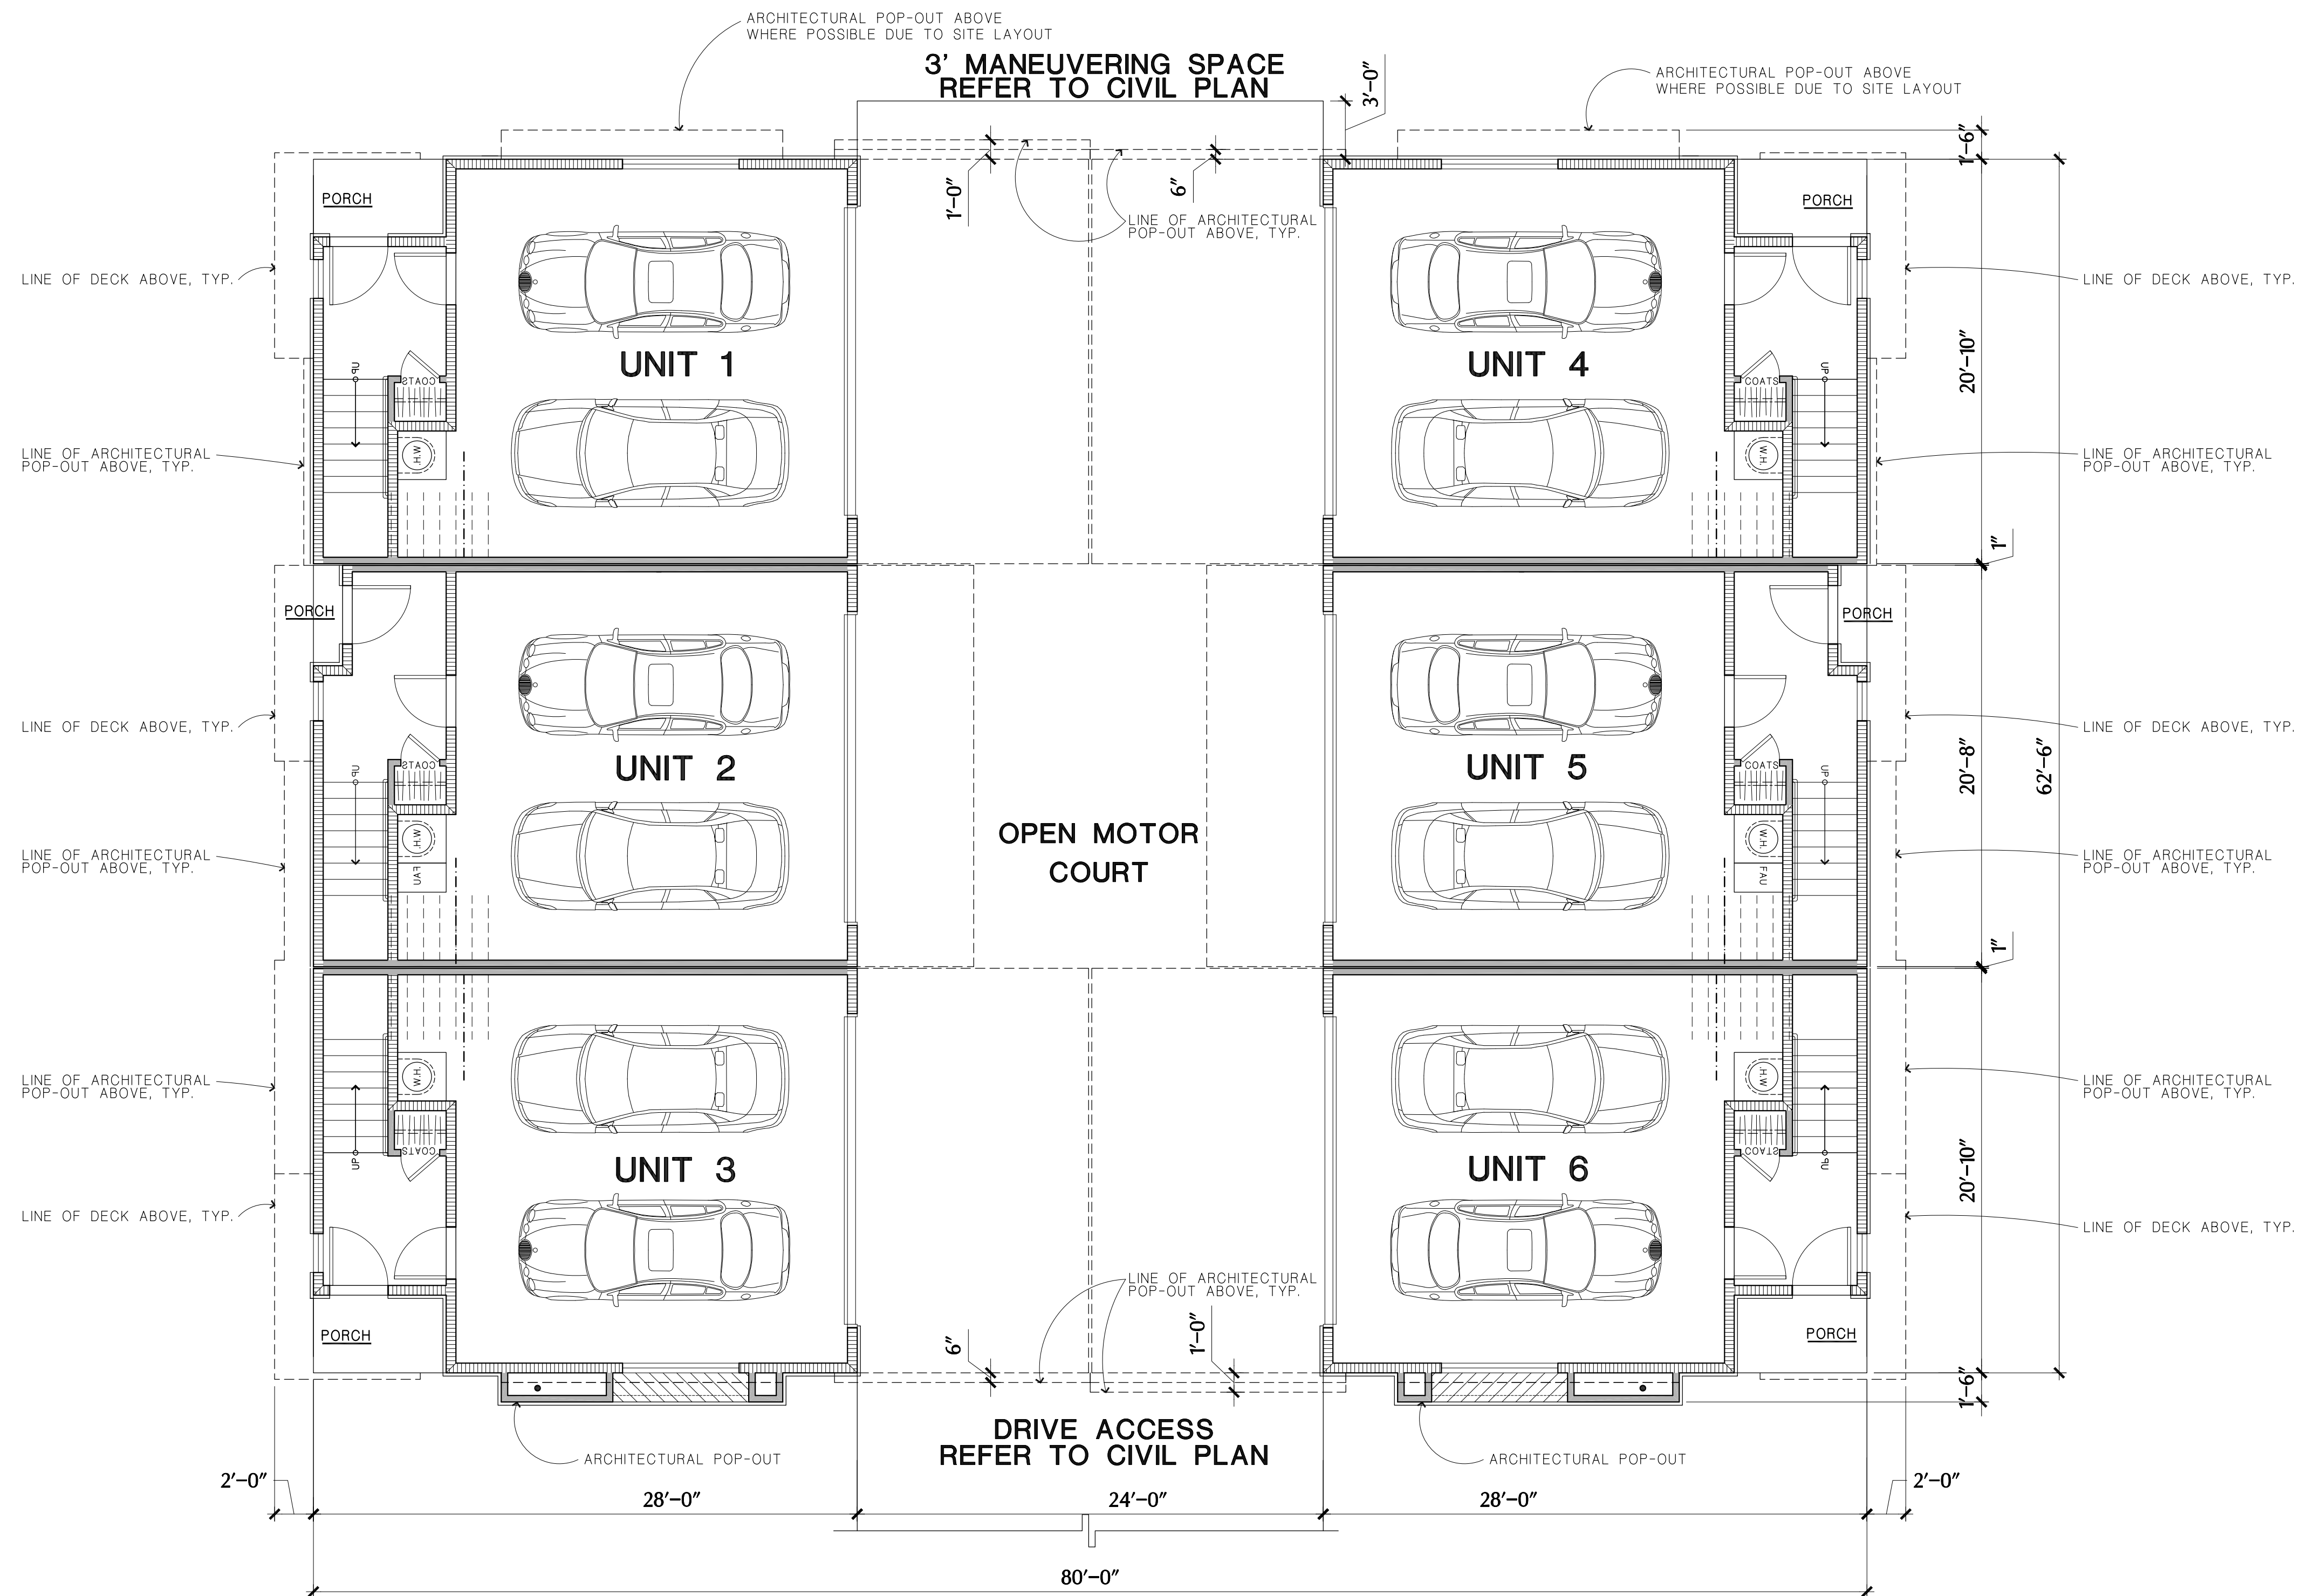 ARCHITECTURAL POP-OUT ABOVE
WHERE POSSIBLE DUE TO SITE LAYOUT
3' MANEUVERING SPACE
REFER TO CIVIL PLAN
3'-0"
ARCHITECTURAL POP-OUT ABOVE
WHERE POSSIBLE DUE TO SITE LAYOUT
1'-6"
PORCH
1'-0"
6"
LINE OF ARCHITECTURAL
POP-OUT ABOVE, TYP.
PORCH
LINE OF DECK ABOVE, TYP.
LINE OF DECK ABOVE, TYP.
UNIT 1
UNIT 4
20'-10"
UP
COATS
COATS
UP
LINE OF ARCHITECTURAL
POP-OUT ABOVE, TYP.
W.H.
W.H.
LINE OF ARCHITECTURAL
POP-OUT ABOVE, TYP.
1"
PORCH
PORCH
LINE OF DECK ABOVE, TYP.
LINE OF DECK ABOVE, TYP.
UNIT 2
UNIT 5
20'-8"
62'-6"
UP
COATS
COATS
UP
OPEN MOTOR
COURT
W.H.
W.H.
LINE OF ARCHITECTURAL
POP-OUT ABOVE, TYP.
FAU
FAU
LINE OF ARCHITECTURAL
POP-OUT ABOVE, TYP.
1"
LINE OF ARCHITECTURAL
POP-OUT ABOVE, TYP.
W.H.
W.H.
LINE OF ARCHITECTURAL
POP-OUT ABOVE, TYP.
UP
COATS
COATS
UP
UNIT 3
UNIT 6
20'-10"
LINE OF DECK ABOVE, TYP.
LINE OF DECK ABOVE, TYP.
LINE OF ARCHITECTURAL
POP-OUT ABOVE, TYP.
PORCH
6"
1'-0"
PORCH
1'-6"
DRIVE ACCESS
REFER TO CIVIL PLAN
ARCHITECTURAL POP-OUT
ARCHITECTURAL POP-OUT
2'-0"
28'-0"
24'-0"
28'-0"
2'-0"
80'-0"